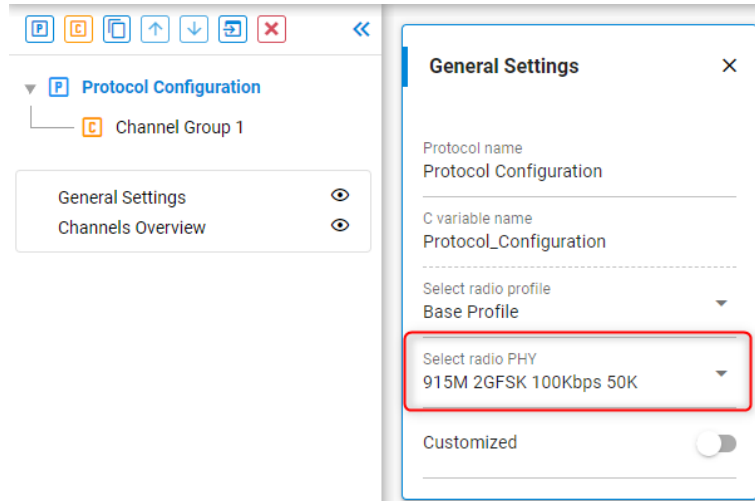 P C
P Protocol Configuration
C Channel Group 1
General Settings
Channels Overview
General Settings
Protocol name
Protocol Configuration
C variable name
Protocol_Configuration
Select radio profile
Base Profile
Select radio PHY
915M 2GFSK 100Kbps 50K
Customized